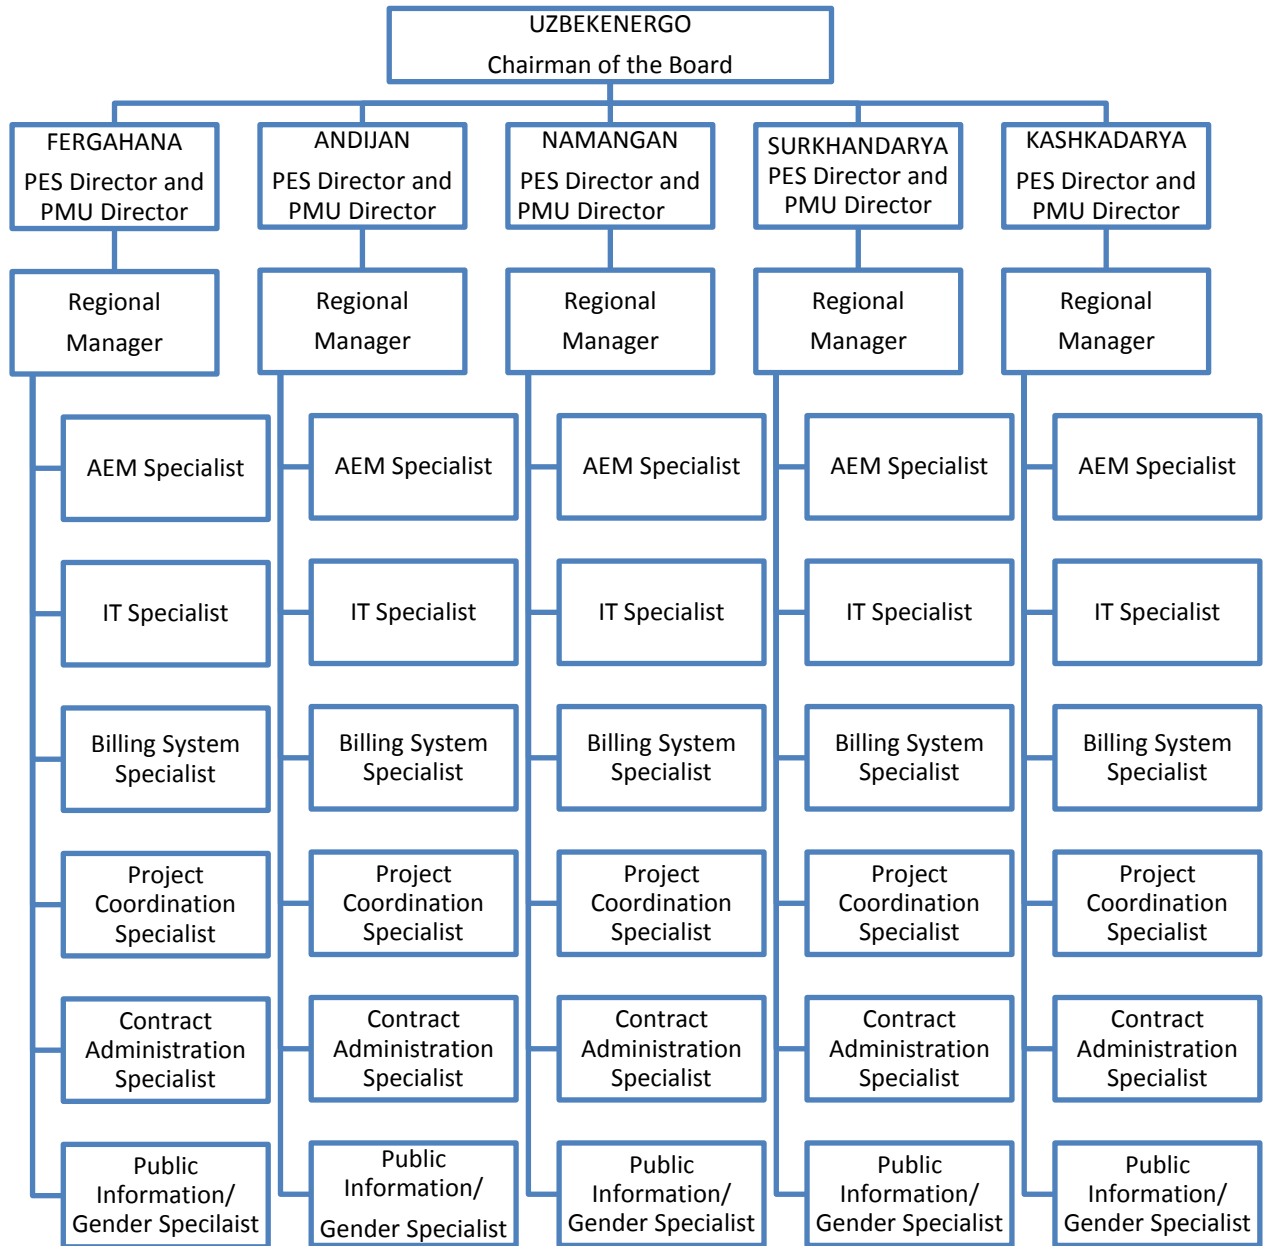 UZBEKENERGO
Chairman of the Board
FERGAHANA
PES Director and
PMU Director
ANDIJAN
PES Director and
PMU Director
NAMANGAN
PES Director and
PMU Director
SURKHANDARYA
PES Director and
PMU Director
KASHKADARYA
PES Director and
PMU Director
Regional
Manager
Regional
Manager
Regional
Manager
Regional
Manager
Regional
Manager
AEM Specialist
AEM Specialist
AEM Specialist
AEM Specialist
AEM Specialist
IT Specialist
IT Specialist
IT Specialist
IT Specialist
IT Specialist
Billing System
Specialist
Billing System
Specialist
Billing System
Specialist
Billing System
Specialist
Billing System
Specialist
Project
Coordination
Specialist
Project
Coordination
Specialist
Project
Coordination
Specialist
Project
Coordination
Specialist
Project
Coordination
Specialist
Contract
Administration
Specialist
Contract
Administration
Specialist
Contract
Administration
Specialist
Contract
Administration
Specialist
Contract
Administration
Specialist
Public
Information/
Gender Specilaist
Public
Information/
Gender Specialist
Public
Information/
Gender Specialist
Public
Information/
Gender Specialist
Public
Information/
Gender Specialist